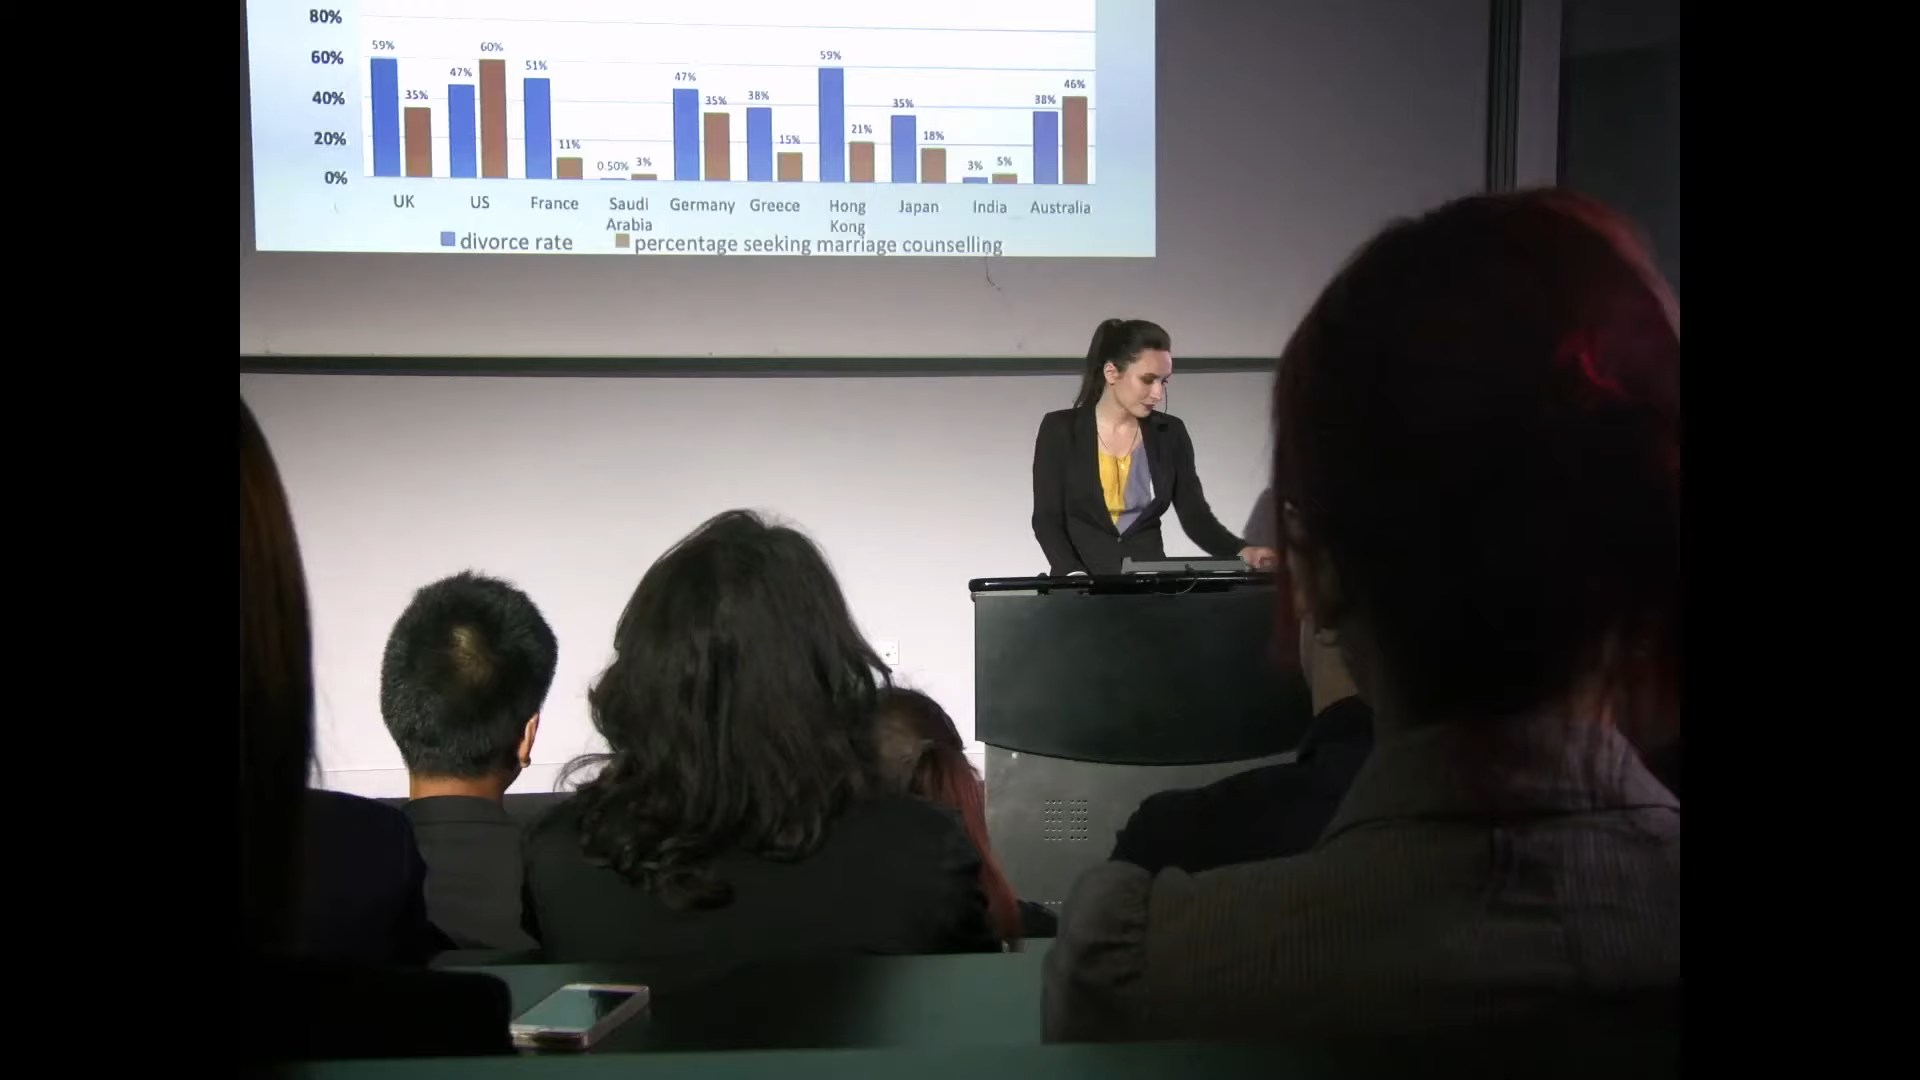 80%
60%
40%
20%
0%
59% 35% 47% 60% 51% 11% 0.50% 3% 47% 35% 38% 15% 59% 21% 35% 18% 3% 5% 38% 46%
UK US France Saudi Arabia Germany Greece Hong Kong Japan India Australia
divorce rate percentage seeking marriage counselling